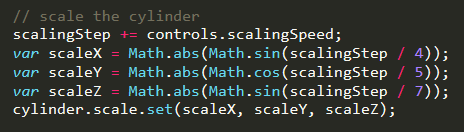 // scale the cylinder
scalingStep += controls.scalingSpeed;
var scaleX = Math.abs(Math.sin(scalingStep / 4));
var scaleY = Math.abs(Math.cos(scalingStep / 5));
var scaleZ = Math.abs(Math.sin(scalingStep / 7));
cylinder.scale.set(scaleX, scaleY, scaleZ);